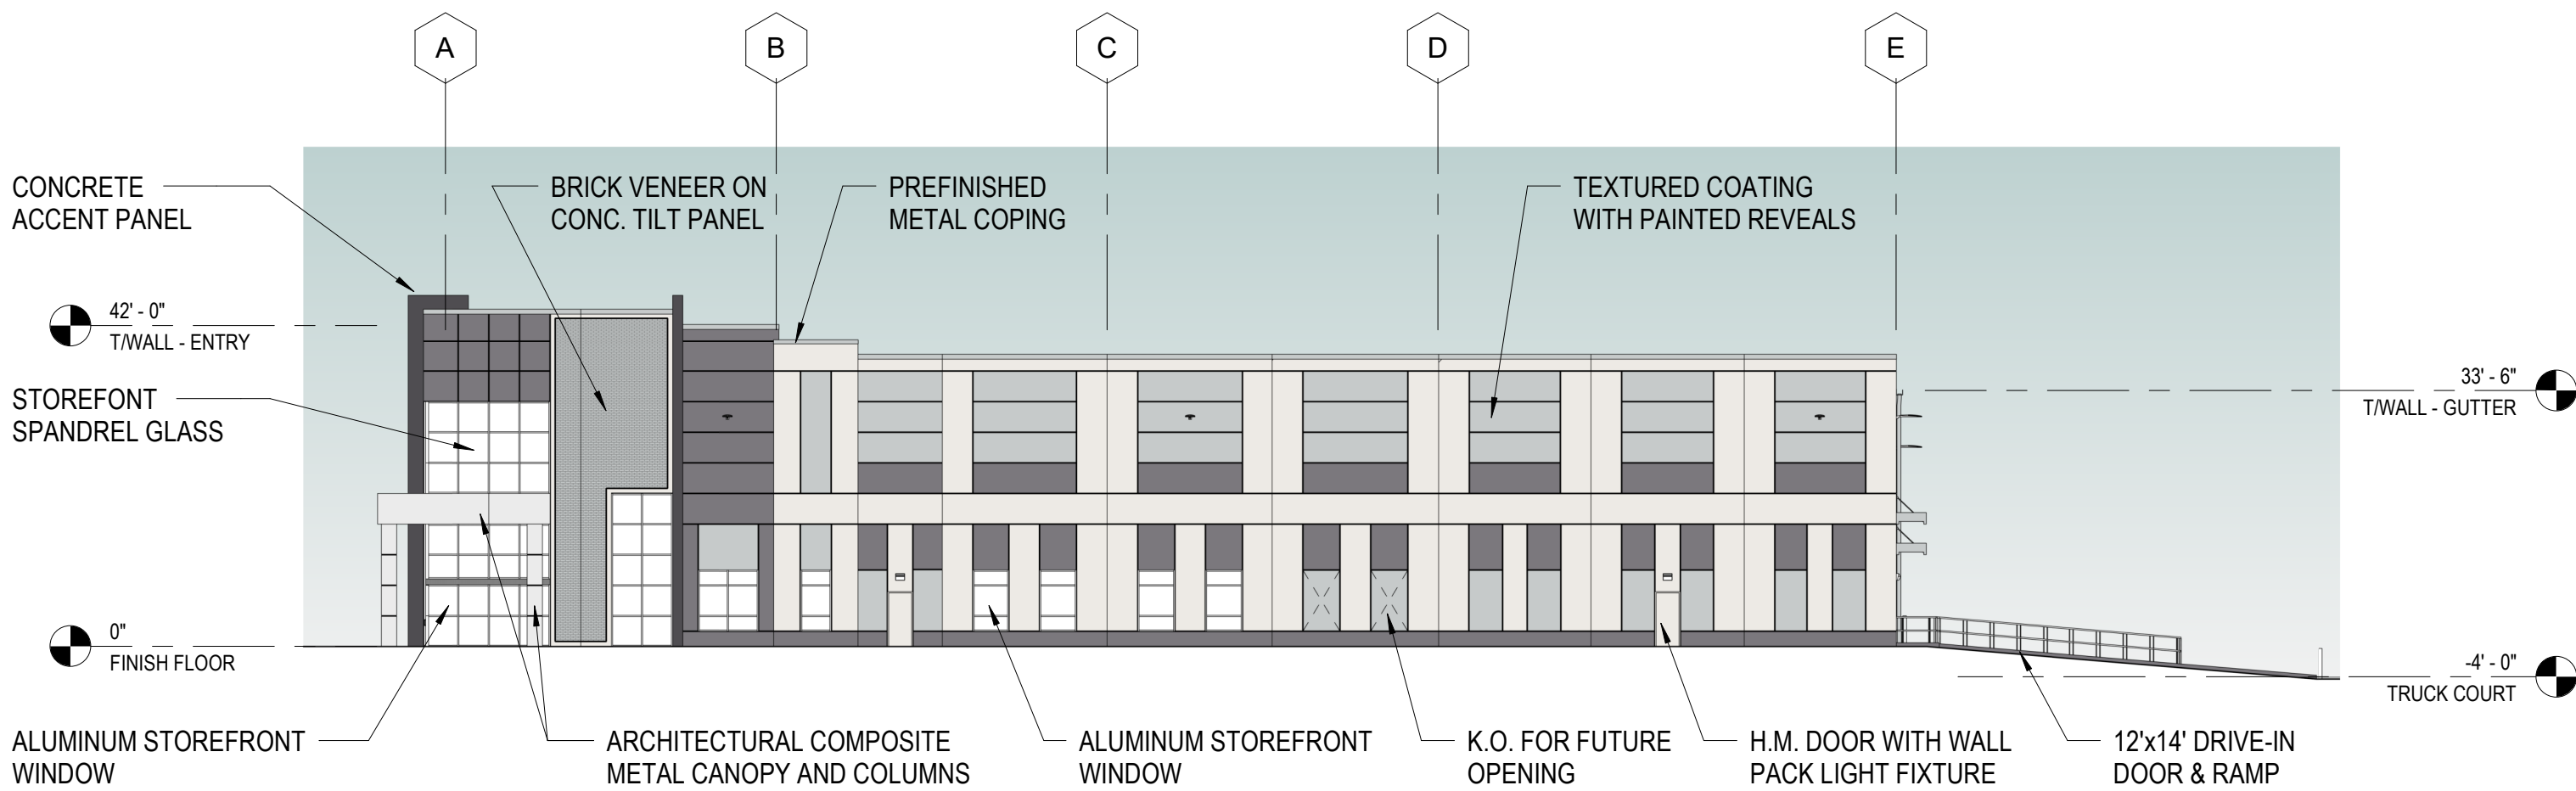 A
B
C
D
E
CONCRETE
ACCENT PANEL
BRICK VENEER ON
CONC. TILT PANEL
PREFINISHED
METAL COPING
TEXTURED COATING
WITH PAINTED REVEALS
42' - 0"
T/WALL - ENTRY
33' - 6"
T/WALL - GUTTER
STOREFONT
SPANDREL GLASS
0"
FINISH FLOOR
-4' - 0"
TRUCK COURT
ALUMINUM STOREFRONT
WINDOW
ARCHITECTURAL COMPOSITE
METAL CANOPY AND COLUMNS
ALUMINUM STOREFRONT
WINDOW
K.O. FOR FUTURE
OPENING
H.M. DOOR WITH WALL
PACK LIGHT FIXTURE
12'x14' DRIVE-IN
DOOR & RAMP